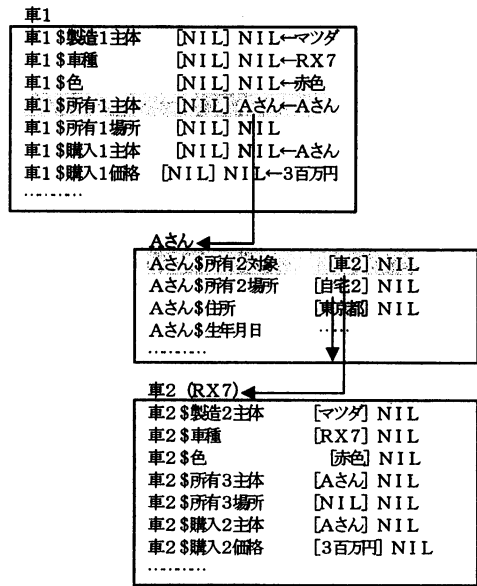 車1
車1$製造1主体 [NIL] NIL←マツダ
車1$車種 [NIL] NIL←RX7
車1$色 [NIL] NIL←赤色
車1$所有1主体 [NIL] Aさん←Aさん
車1$所有1場所 [NIL] NIL
車1$購入1主体 [NIL] NIL←Aさん
車1$購入1価格 [NIL] NIL←3百万円
………
Aさん
Aさん$所有2対象 [車2] NIL
Aさん$所有2場所 [自宅2] NIL
Aさん$住所 [東京都] NIL
Aさん$生年月日 ……
………
車2 (RX7)
車2$製造2主体 [マツダ] NIL
車2$車種 [RX7] NIL
車2$色 [赤色] NIL
車2$所有3主体 [Aさん] NIL
車2$所有3場所 [NIL] NIL
車2$購入2主体 [Aさん] NIL
車2$購入2価格 [3百万円] NIL
………